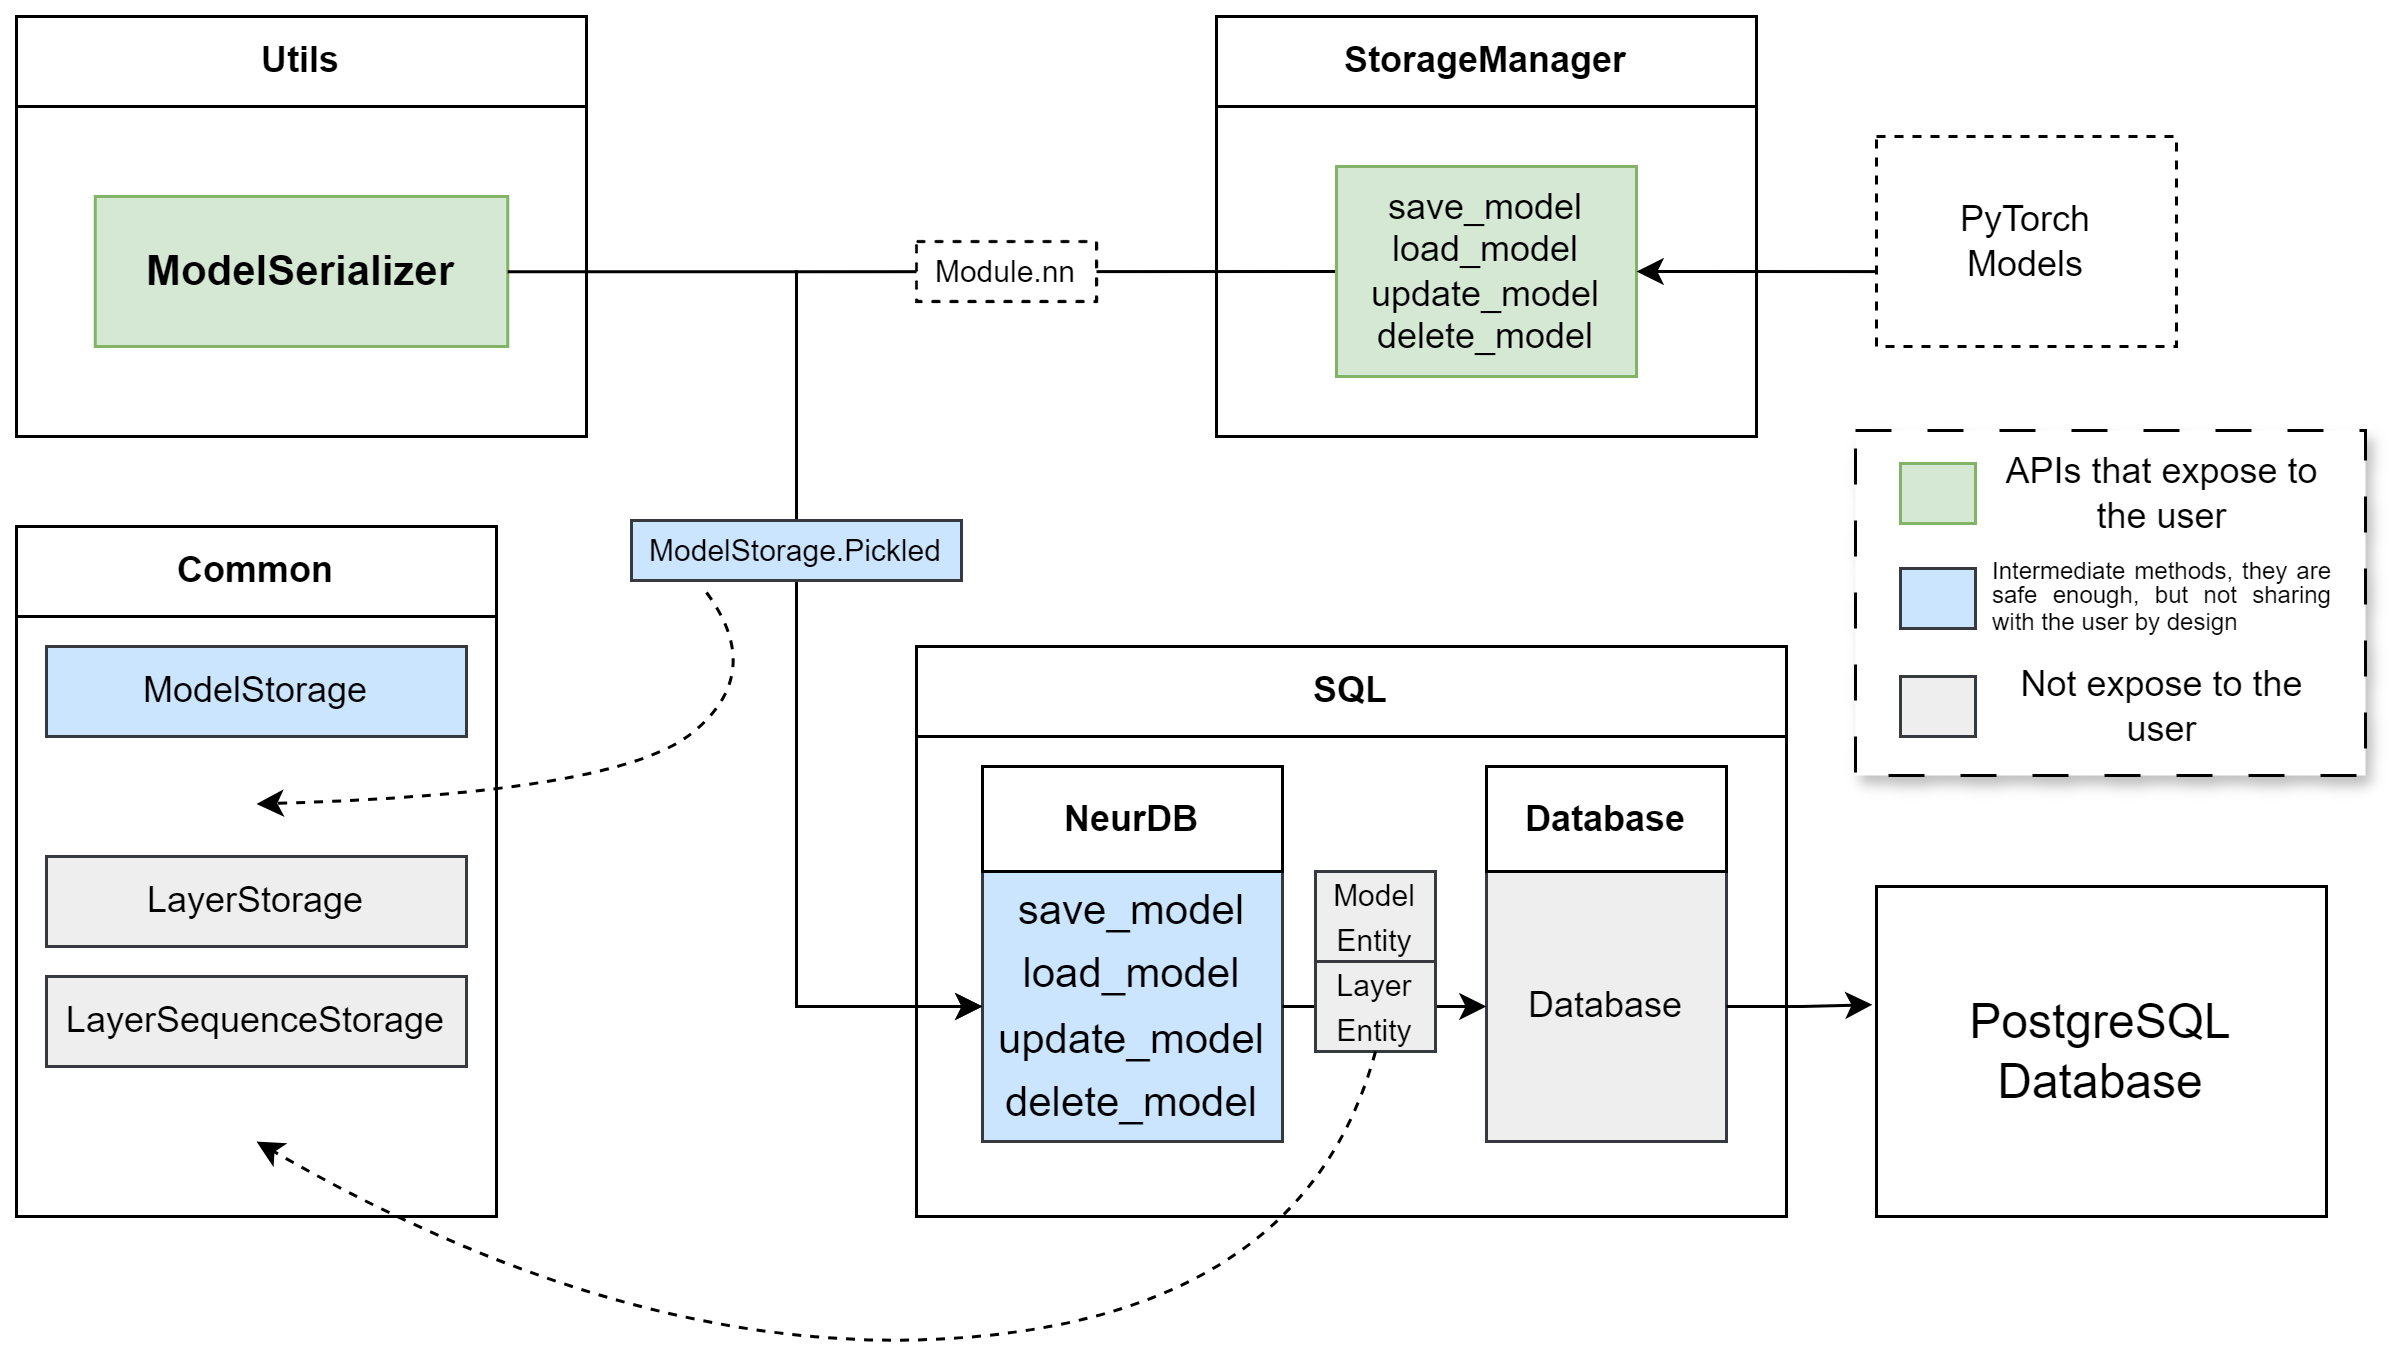 Utils
ModelSerializer
Module.nn
StorageManager
save_model
load_model
update_model
delete_model
PyTorch
Models
APIs that expose to
the user
Intermediate methods, they are
safe enough, but not sharing
with the user by design
Not expose to the
user
Common
ModelStorage
LayerStorage
LayerSequenceStorage
ModelStorage.Pickled
SQL
NeurDB
save_model
load_model
update_model
delete_model
Model
Entity
Layer
Entity
Database
Database
PostgreSQL
Database